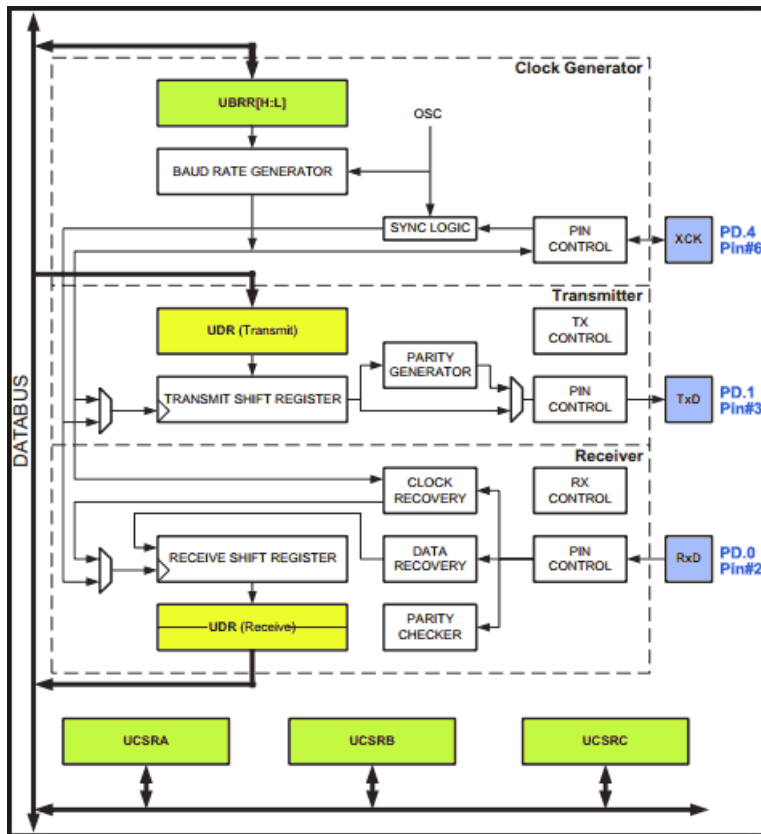 Clock Generator
UBRR[H:L]
OSC
BAUD RATE GENERATOR
SYNC LOGIC
PIN
CONTROL
XCK
PD.4
Pin#6
Transmitter
UDR (Transmit)
TX
CONTROL
PARITY
GENERATOR
TRANSMIT SHIFT REGISTER
PIN
CONTROL
TxD
PD.1
Pin#3
DATABUS
Receiver
CLOCK
RECOVERY
RX
CONTROL
RECEIVE SHIFT REGISTER
DATA
RECOVERY
PIN
CONTROL
RxD
PD.0
Pin#2
UDR (Receive)
PARITY
CHECKER
UCSRA
UCSRB
UCSRC